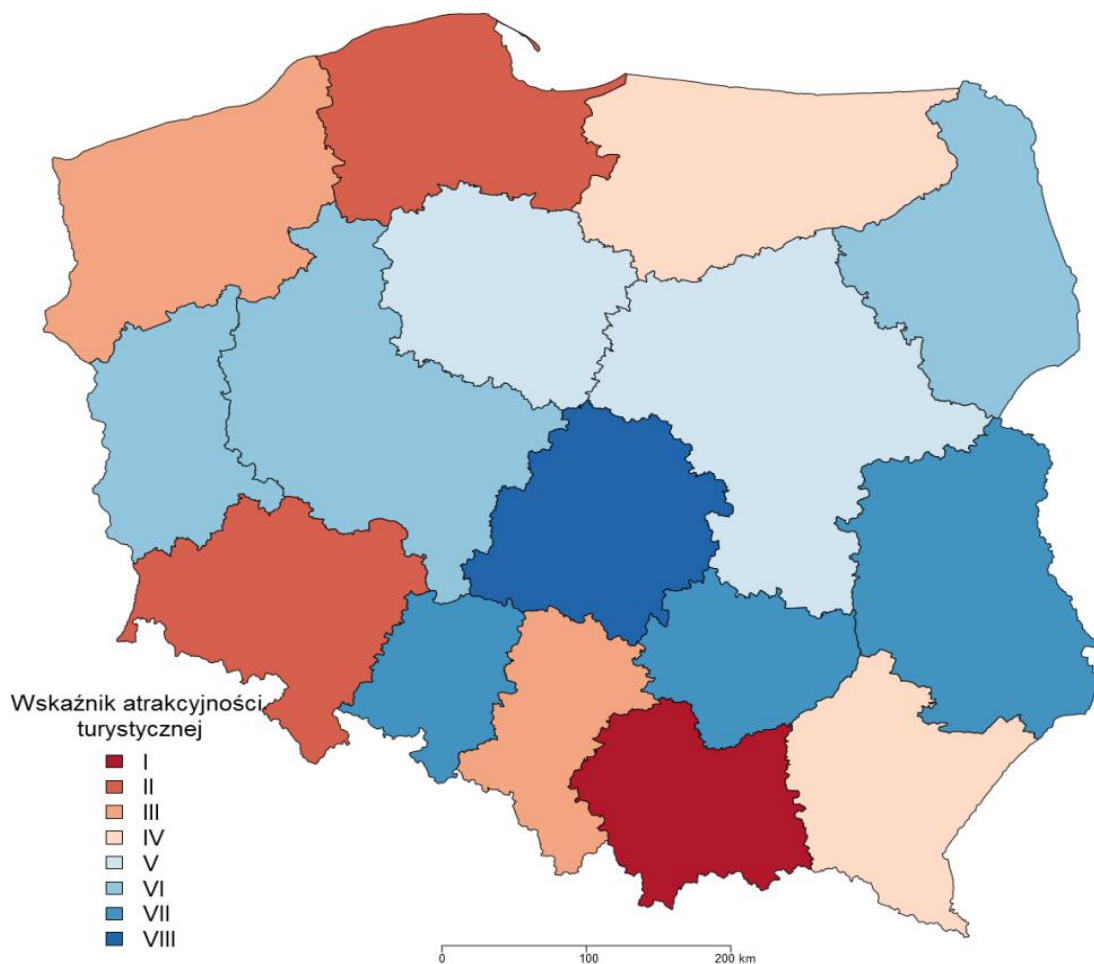 Wskaźnik atrakcyjności
turystycznej
I
II
III
IV
V
VI
VII
VIII
0 100 200 km